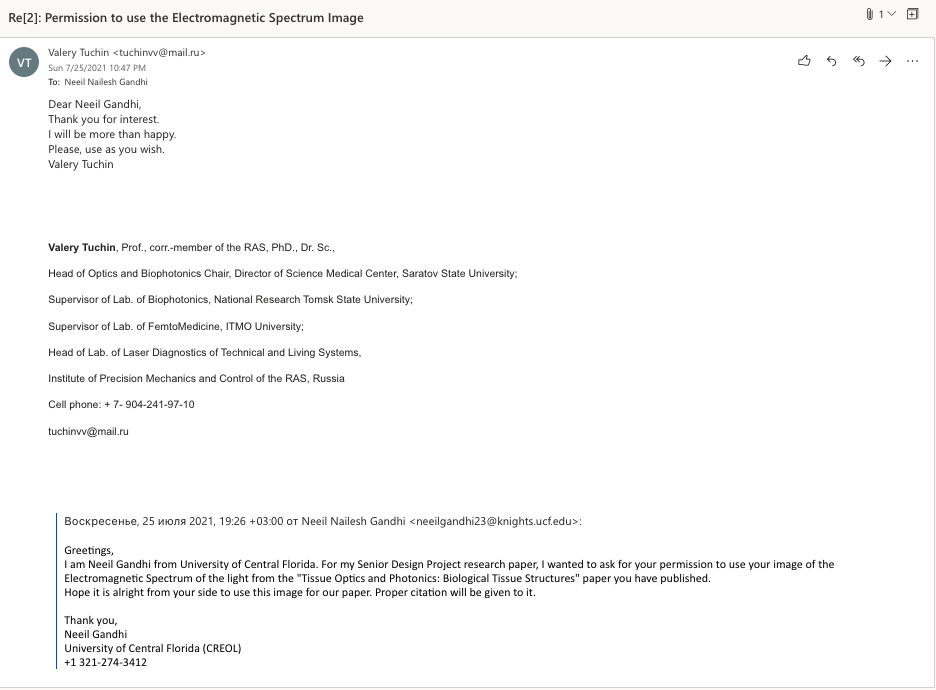 Re[2]: Permission to use the Electromagnetic Spectrum Image
1
VT
Valery Tuchin <tuchinvv@mail.ru>
Sun 7/25/2021 10:47 PM
To: Neeil Nailesh Gandhi
Dear Neeil Gandhi,
Thank you for interest.
I will be more than happy.
Please, use as you wish.
Valery Tuchin
Valery Tuchin, Prof., corr.-member of the RAS, PhD., Dr. Sc.,
Head of Optics and Biophotonics Chair, Director of Science Medical Center, Saratov State University;
Supervisor of Lab. of Biophotonics, National Research Tomsk State University;
Supervisor of Lab. of FemtoMedicine, ITMO University;
Head of Lab. of Laser Diagnostics of Technical and Living Systems,
Institute of Precision Mechanics and Control of the RAS, Russia
Cell phone: + 7- 904-241-97-10
tuchinvv@mail.ru
Воскресенье, 25 июля 2021, 19:26 +03:00 от Neeil Nailesh Gandhi <neeilgandhi23@knights.ucf.edu>:
Greetings,
I am Neeil Gandhi from University of Central Florida. For my Senior Design Project research paper, I wanted to ask for your permission to use your image of the
Electromagnetic Spectrum of the light from the "Tissue Optics and Photonics: Biological Tissue Structures" paper you have published.
Hope it is alright from your side to use this image for our paper. Proper citation will be given to it.
Thank you,
Neeil Gandhi
University of Central Florida (CREOL)
+1 321-274-3412